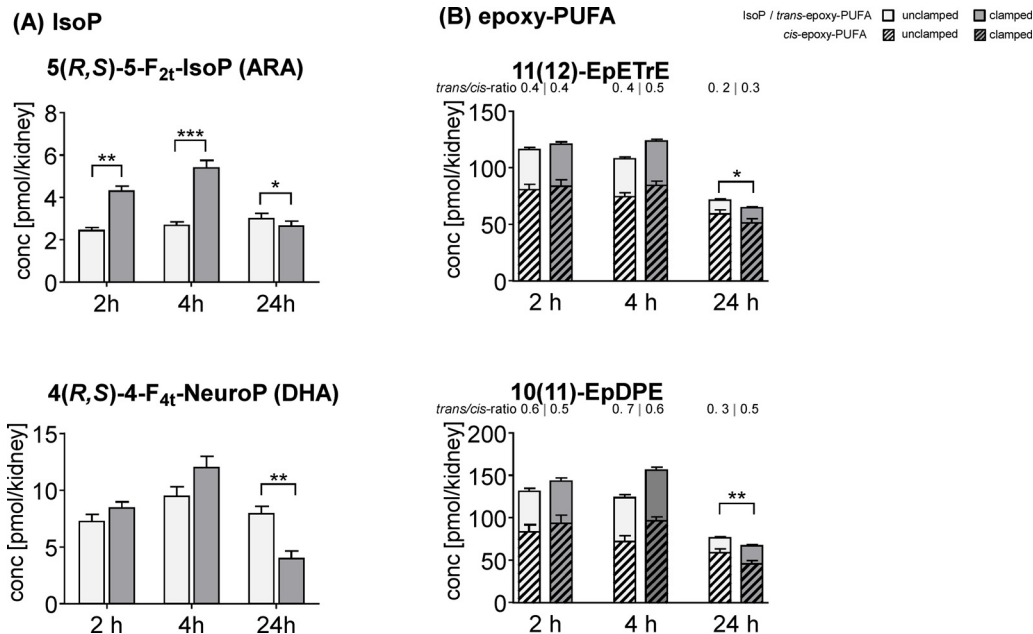 (A) IsoP
5(R,S)-5-F2t-IsoP (ARA)
conc [pmol/kidney]
8
6
4
2
0
**
***
*
2h 4h 24h
4(R,S)-4-F4t-NeuroP (DHA)
conc [pmol/kidney]
15
10
5
0
**
2 h 4h 24h
(B) epoxy-PUFA
IsoP / trans-epoxy-PUFA unclamped clamped
cis-epoxy-PUFA unclamped clamped
11(12)-EpETrE
trans/cis-ratio 0.4 | 0.4 0. 4 | 0.5 0. 2 | 0.3
conc [pmol/kidney]
150
100
50
0
*
2 h 4 h 24 h
10(11)-EpDPE
trans/cis-ratio 0.6 | 0.5 0. 7 | 0.6 0. 3 | 0.5
conc [pmol/kidney]
200
150
100
50
0
**
2 h 4 h 24 h